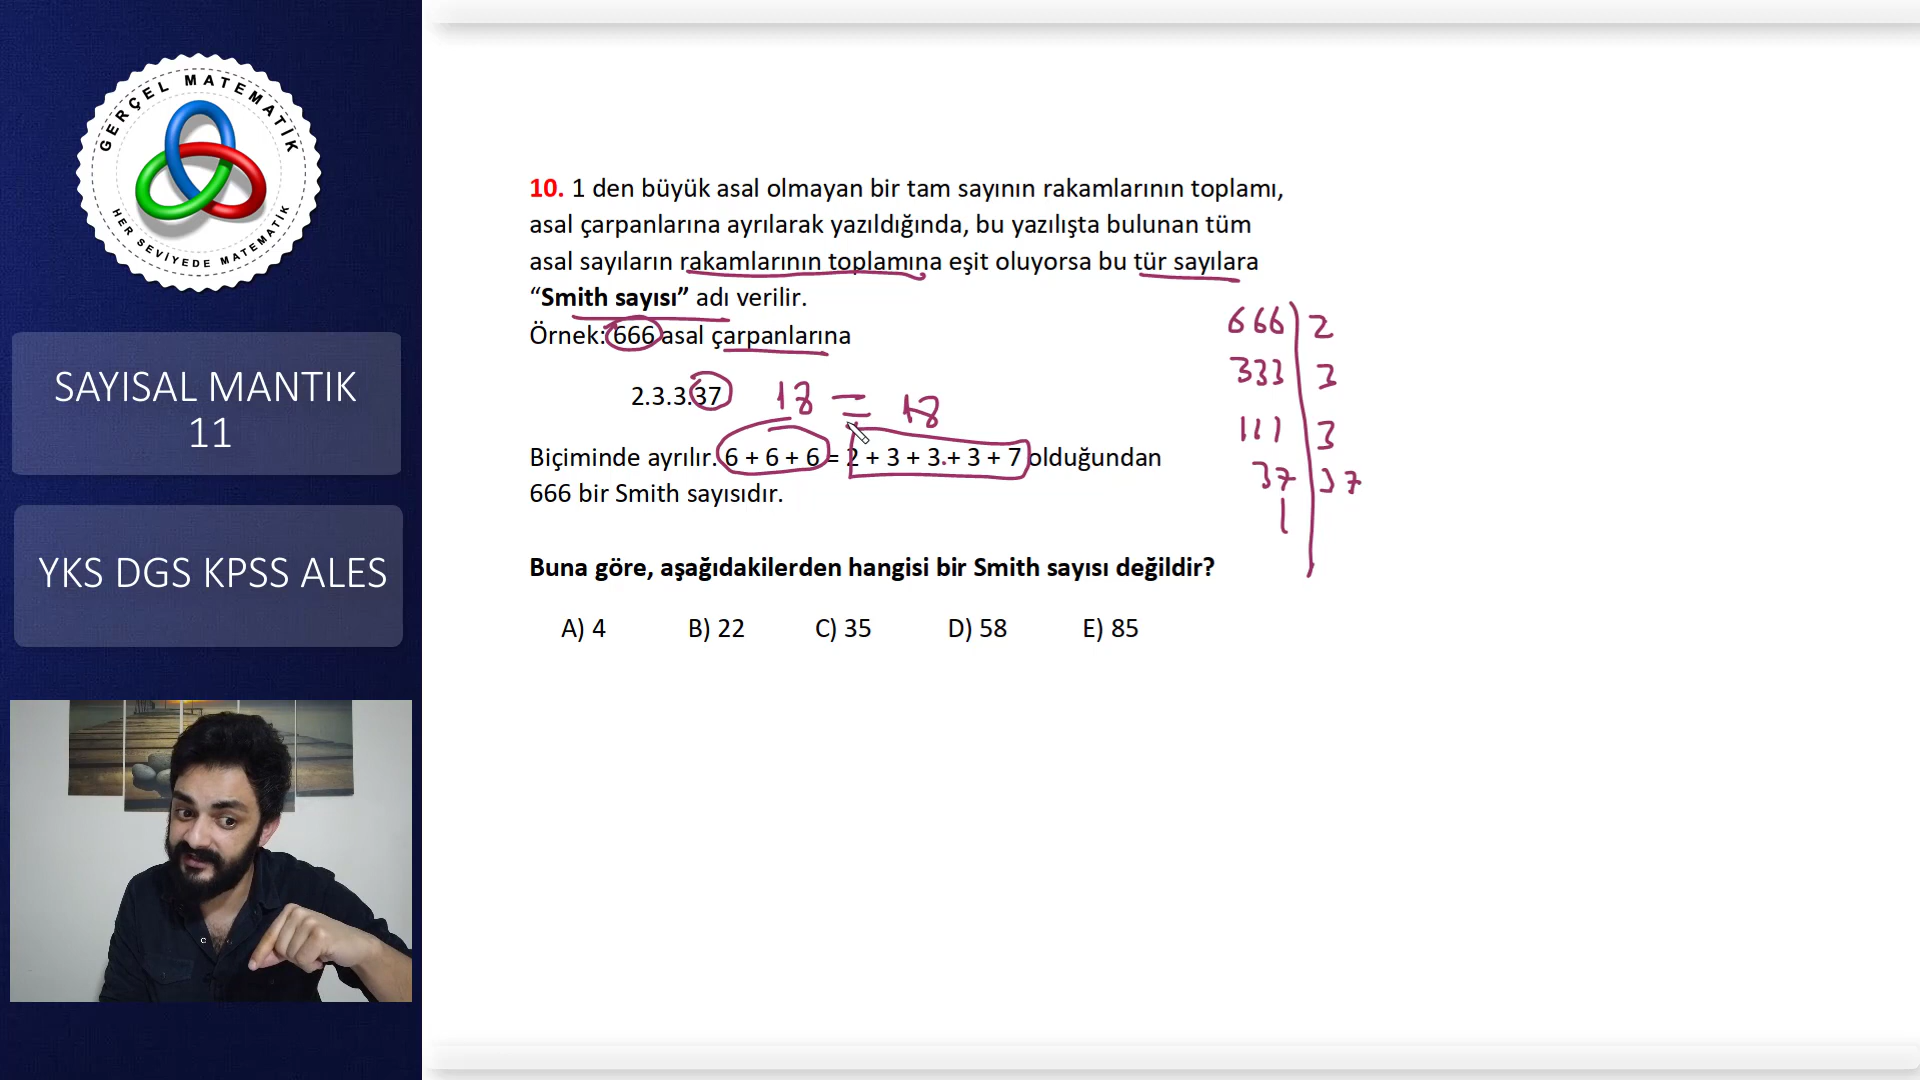 GERÇEL MATEMATİK
HER SEVİYEDE MATEMATİK
SAYISAL MANTIK
11
YKS DGS KPSS ALES
10. 1 den büyük asal olmayan bir tam sayının rakamlarının toplamı,
asal çarpanlarına ayrılarak yazıldığında, bu yazılışta bulunan tüm
asal sayıların rakamlarının toplamına eşit oluyorsa bu tür sayılara
“Smith sayısı” adı verilir.
Örnek: 666 asal çarpanlarına
2.3.3.37
18 = 18
Biçiminde ayrılır. 6 + 6 + 6 = 2 + 3 + 3 + 3 + 7 olduğundan
666 bir Smith sayısıdır.
666 2
333 3
111 3
37 37
1
Buna göre, aşağıdakilerden hangisi bir Smith sayısı değildir?
A) 4 B) 22 C) 35 D) 58 E) 85